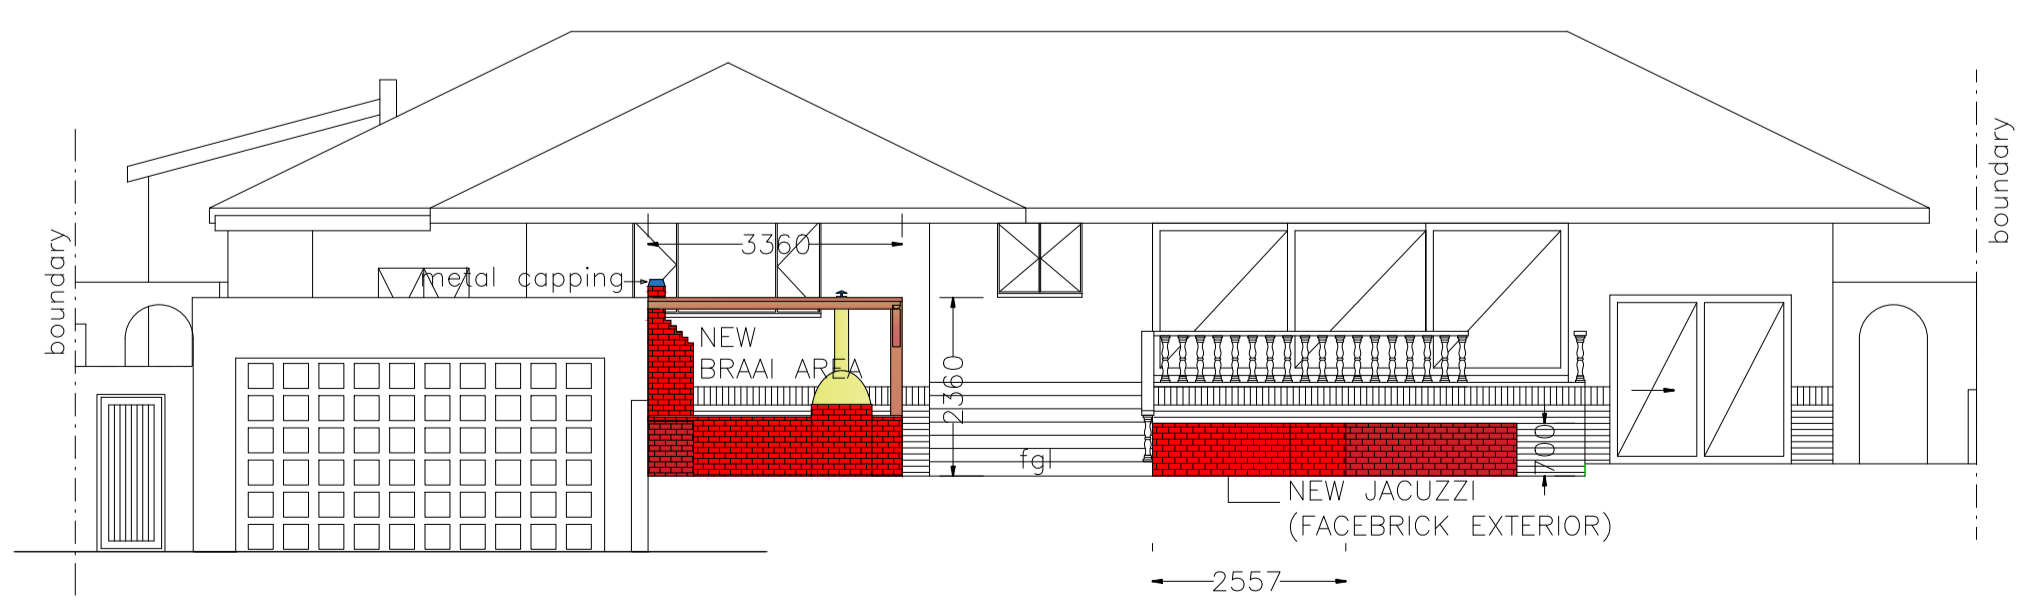 boundary
boundary
3360
metal capping
NEW
BRAAI AREA
2360
fgl
700
NEW JACUZZI
(FACEBRICK EXTERIOR)
2557